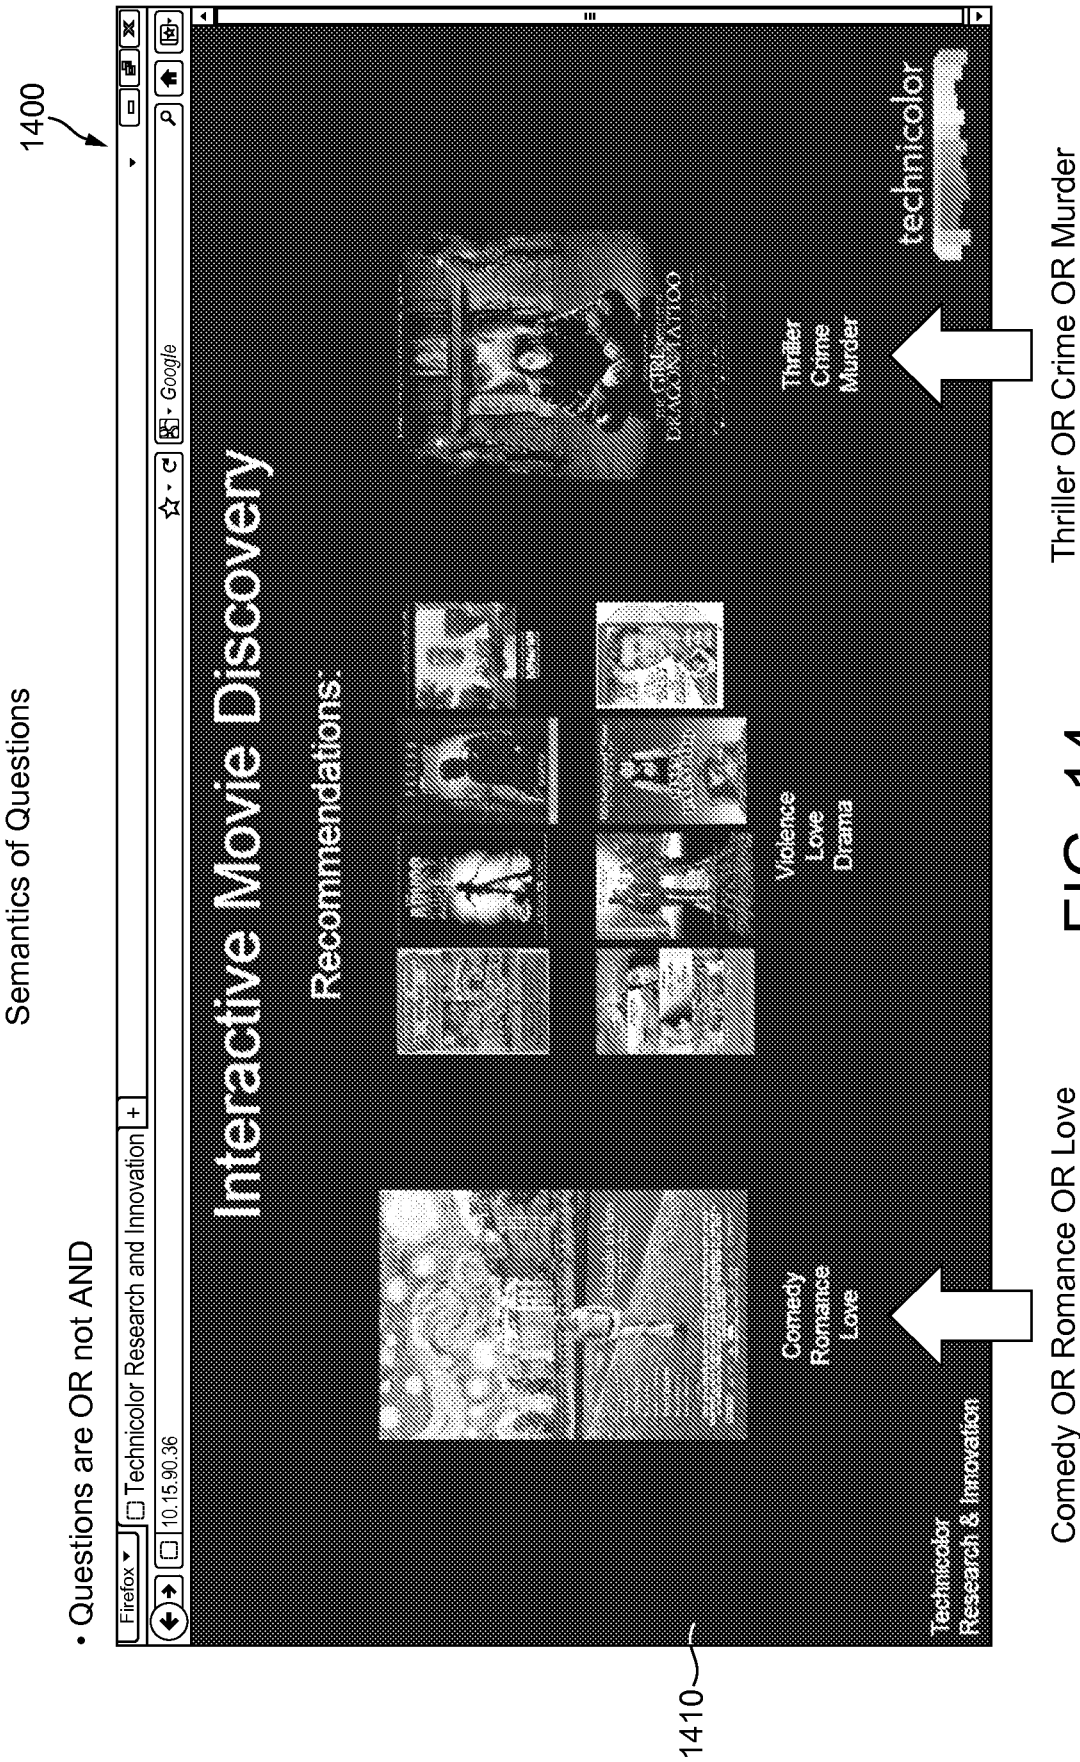 Semantics of Questions
• Questions are OR not AND
1400
Firefox
Technicolor Research and Innovation
+
10.15.90.36
Google
Interactive Movie Discovery
Recommendations:
DRAGON TATTOO
Comedy
Romance
Love
Violence
Love
Drama
Thriller
Crime
Murder
Technicolor
Research & Innovation
technicolor
1410
Comedy OR Romance OR Love
Thriller OR Crime OR Murder
FIG. 14